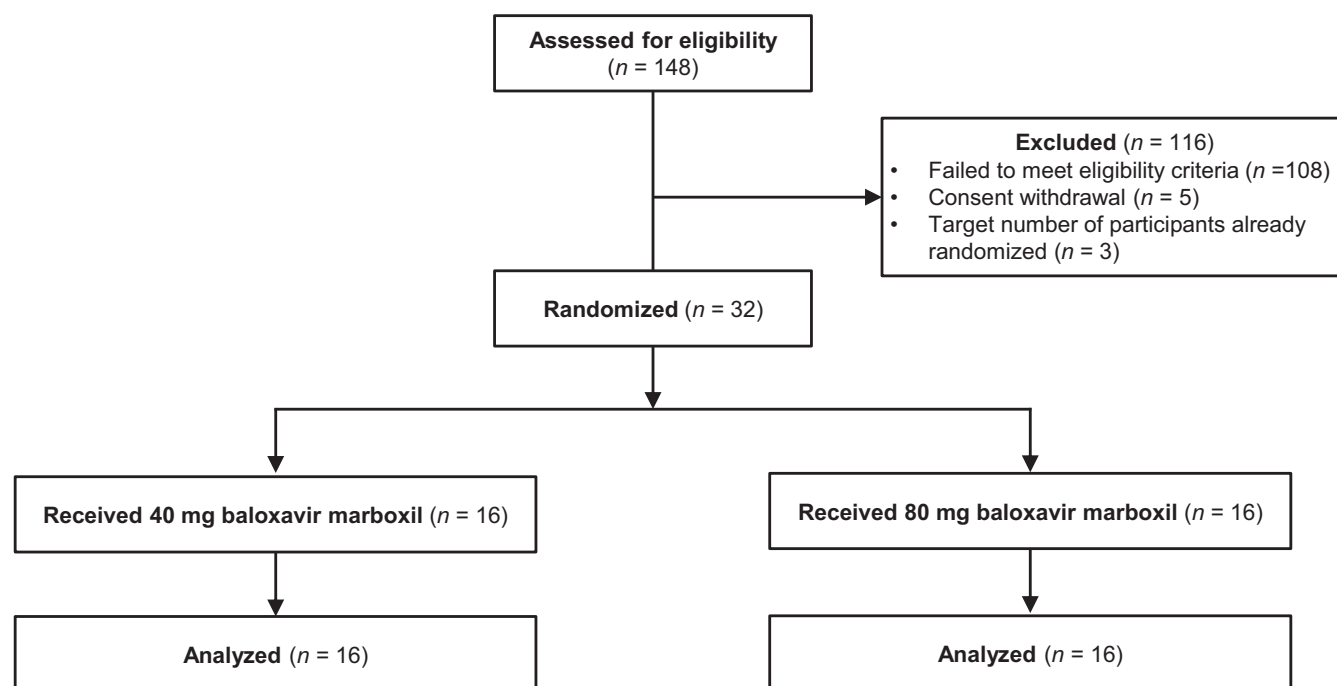 Assessed for eligibility
(n = 148)
Excluded (n = 116)
• Failed to meet eligibility criteria (n =108)
• Consent withdrawal (n = 5)
• Target number of participants already
randomized (n = 3)
Randomized (n = 32)
Received 40 mg baloxavir marboxil (n = 16)
Received 80 mg baloxavir marboxil (n = 16)
Analyzed (n = 16)
Analyzed (n = 16)